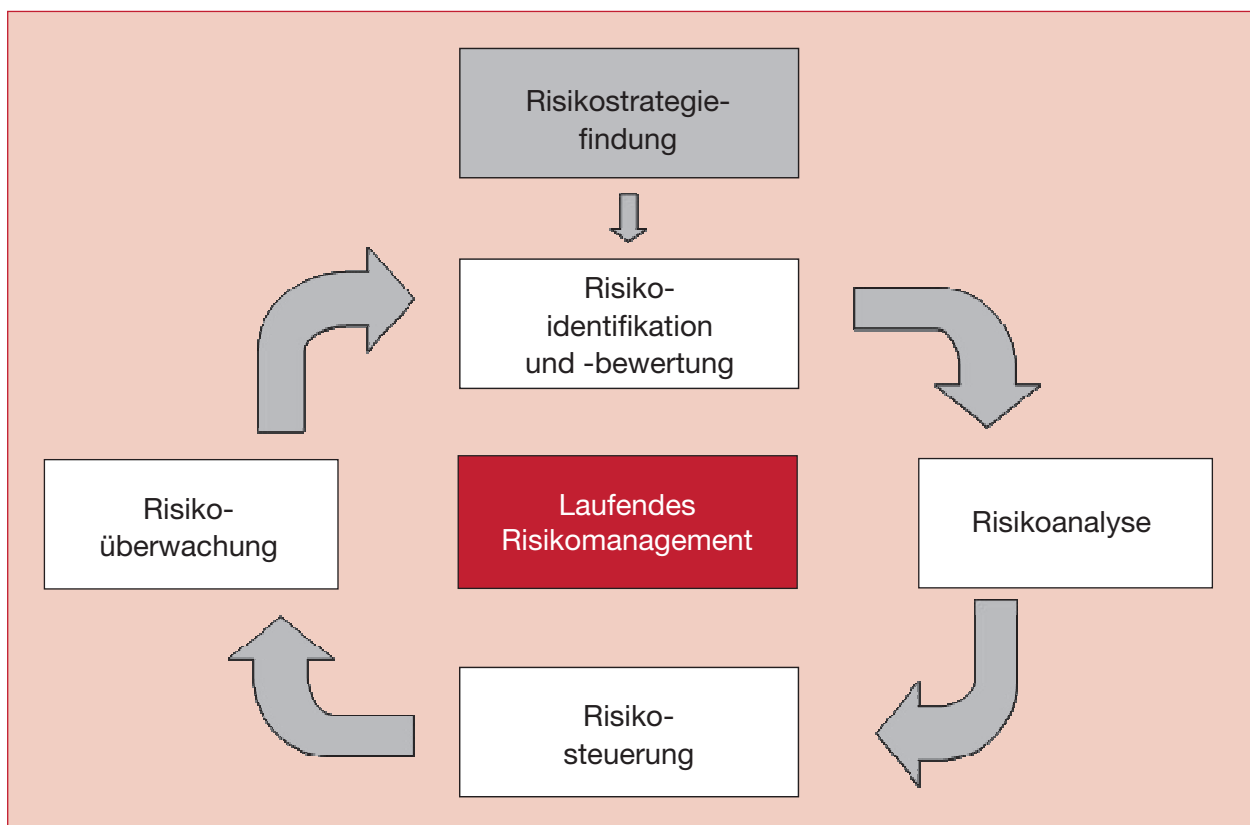 Risikostrategie-
findung
Risiko-
identifikation
und -bewertung
Risiko-
überwachung
Laufendes
Risikomanagement
Risikoanalyse
Risiko-
steuerung